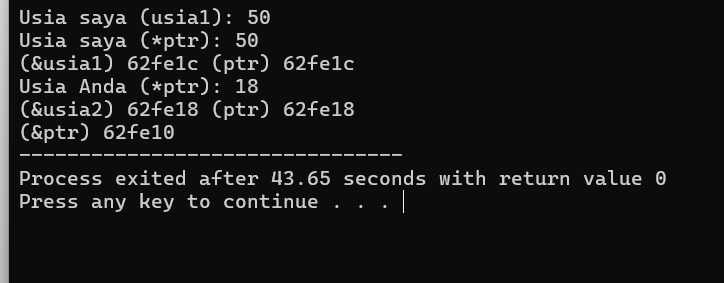 Usia saya (usia1): 50
Usia saya (*ptr): 50
(&usia1) 62fe1c (ptr) 62fe1c
Usia Anda (*ptr): 18
(&usia2) 62fe18 (ptr) 62fe18
(&ptr) 62fe10
--------------------------------
Process exited after 43.65 seconds with return value 0
Press any key to continue . . .